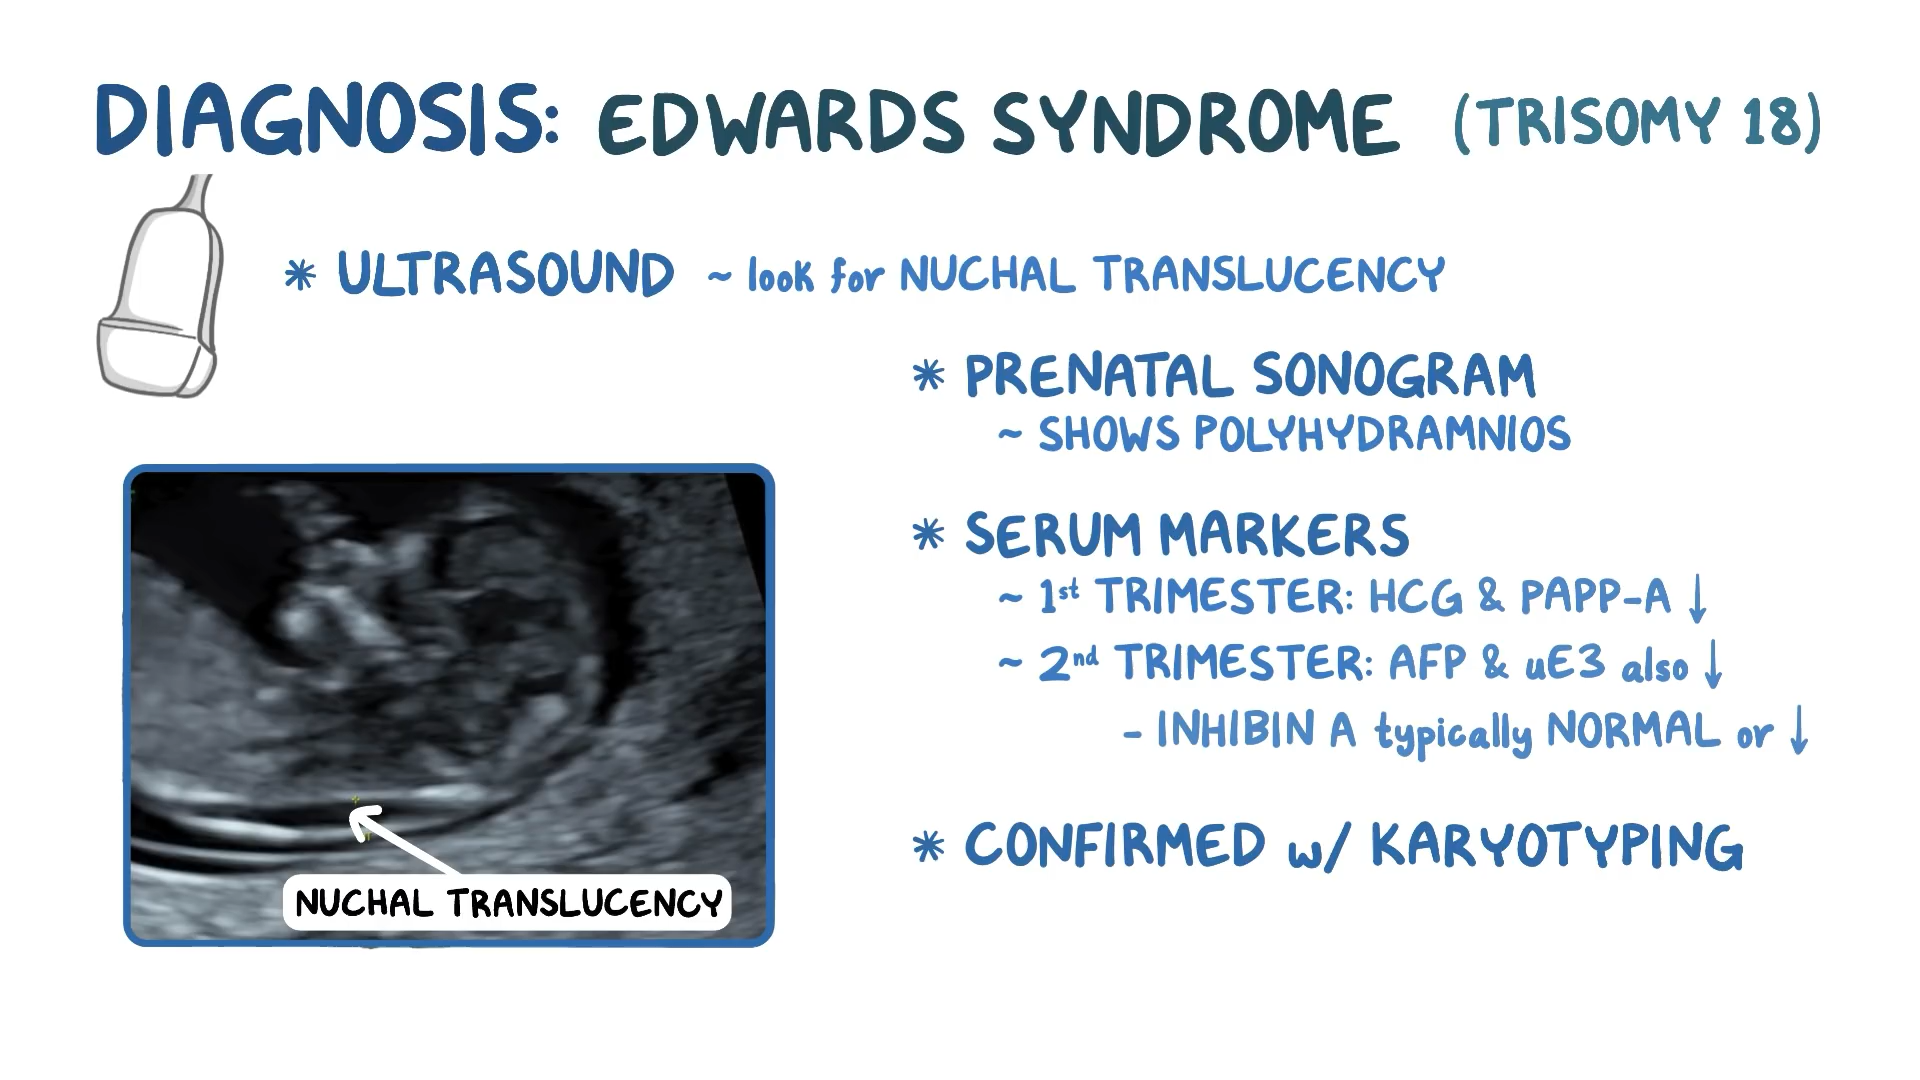 DIAGNOSIS: EDWARDS SYNDROME (TRISOMY 18)
* ULTRASOUND ~ look for NUCHAL TRANSLUCENCY
* PRENATAL SONOGRAM
~ SHOWS POLYHYDRAMNIOS
* SERUM MARKERS
~ 1st TRIMESTER: HCG & PAPP-A ↓
~ 2nd TRIMESTER: AFP & uE3 also ↓
- INHIBIN A typically NORMAL or ↓
* CONFIRMED w/ KARYOTYPING
NUCHAL TRANSLUCENCY